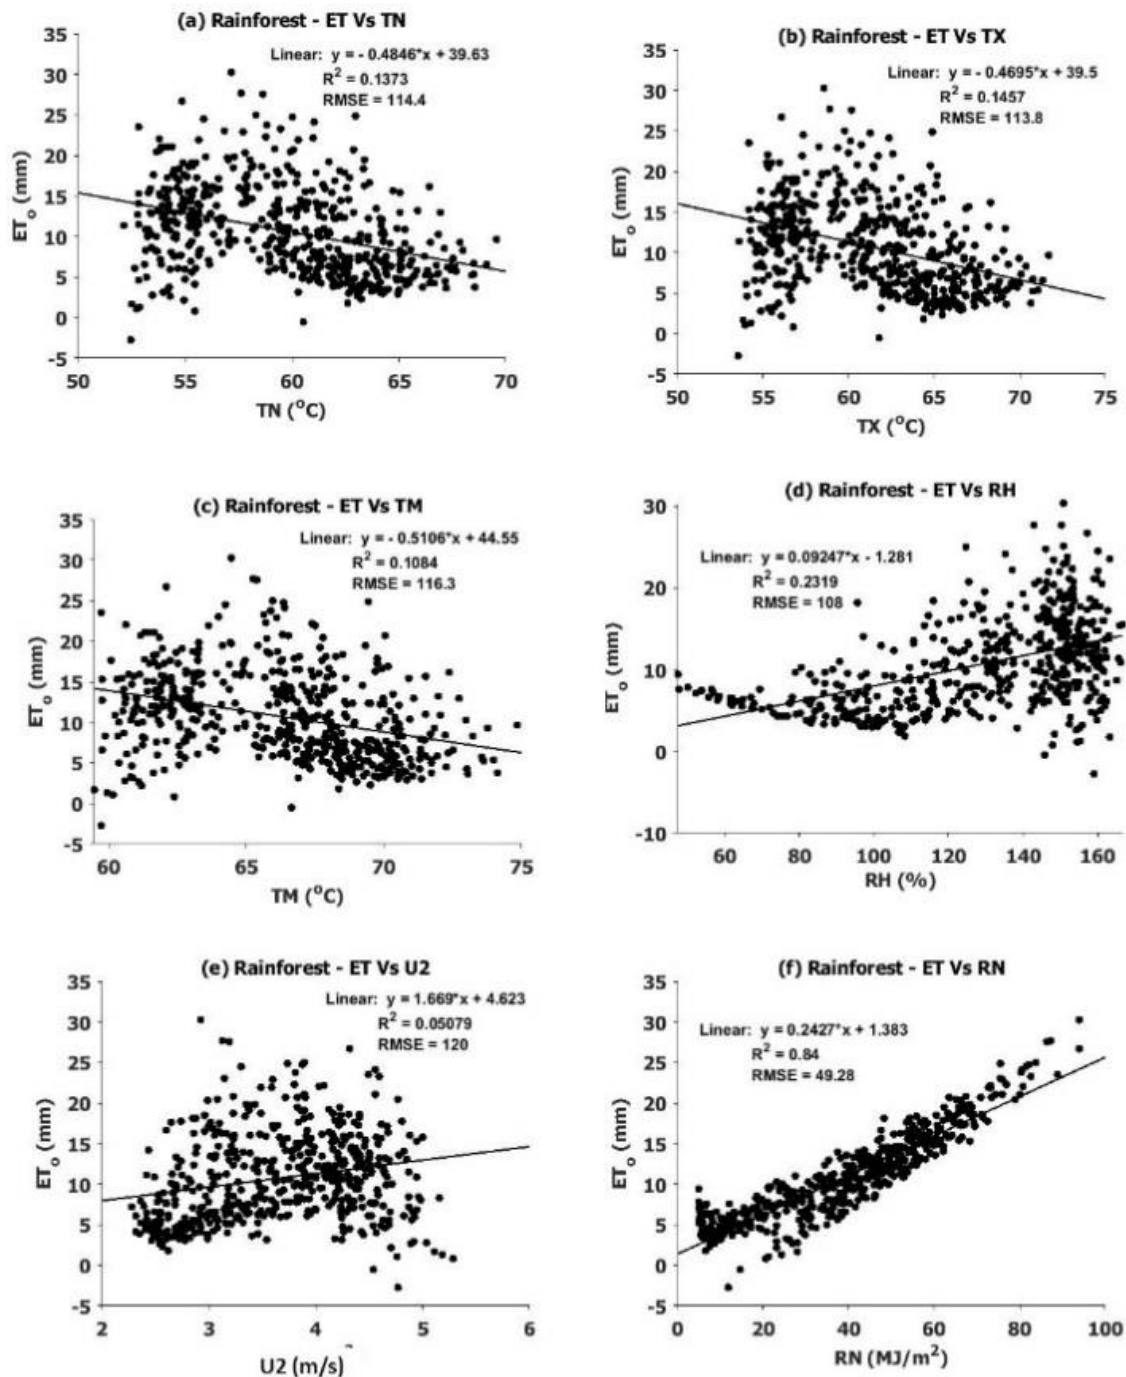 (a) Rainforest - ET Vs TN
Linear: y = - 0.4846*x + 39.63
R² = 0.1373
RMSE = 114.4
35
30
25
20
15
10
5
0
-5
ETₒ (mm)
50 55 60 65 70
TN (°C)
(b) Rainforest - ET Vs TX
Linear: y = - 0.4695*x + 39.5
R² = 0.1457
RMSE = 113.8
35
30
25
20
15
10
5
0
-5
ETₒ (mm)
50 55 60 65 70 75
TX (°C)
(c) Rainforest - ET Vs TM
Linear: y = - 0.5106*x + 44.55
R² = 0.1084
RMSE = 116.3
35
30
25
20
15
10
5
0
-5
ETₒ (mm)
60 65 70 75
TM (°C)
(d) Rainforest - ET Vs RH
Linear: y = 0.09247*x - 1.281
R² = 0.2319
RMSE = 108
30
20
10
0
-10
ETₒ (mm)
60 80 100 120 140 160
RH (%)
(e) Rainforest - ET Vs U2
Linear: y = 1.669*x + 4.623
R² = 0.05079
RMSE = 120
35
30
25
20
15
10
5
0
-5
ETₒ (mm)
2 3 4 5 6
U2 (m/s)
(f) Rainforest - ET Vs RN
Linear: y = 0.2427*x + 1.383
R² = 0.84
RMSE = 49.28
35
30
25
20
15
10
5
0
-5
ETₒ (mm)
0 20 40 60 80 100
RN (MJ/m²)